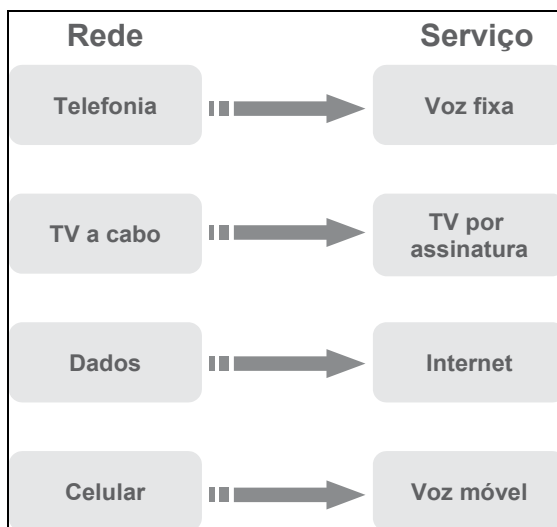 Rede
Serviço
Telefonia
Voz fixa
TV a cabo
TV por
assinatura
Dados
Internet
Celular
Voz móvel